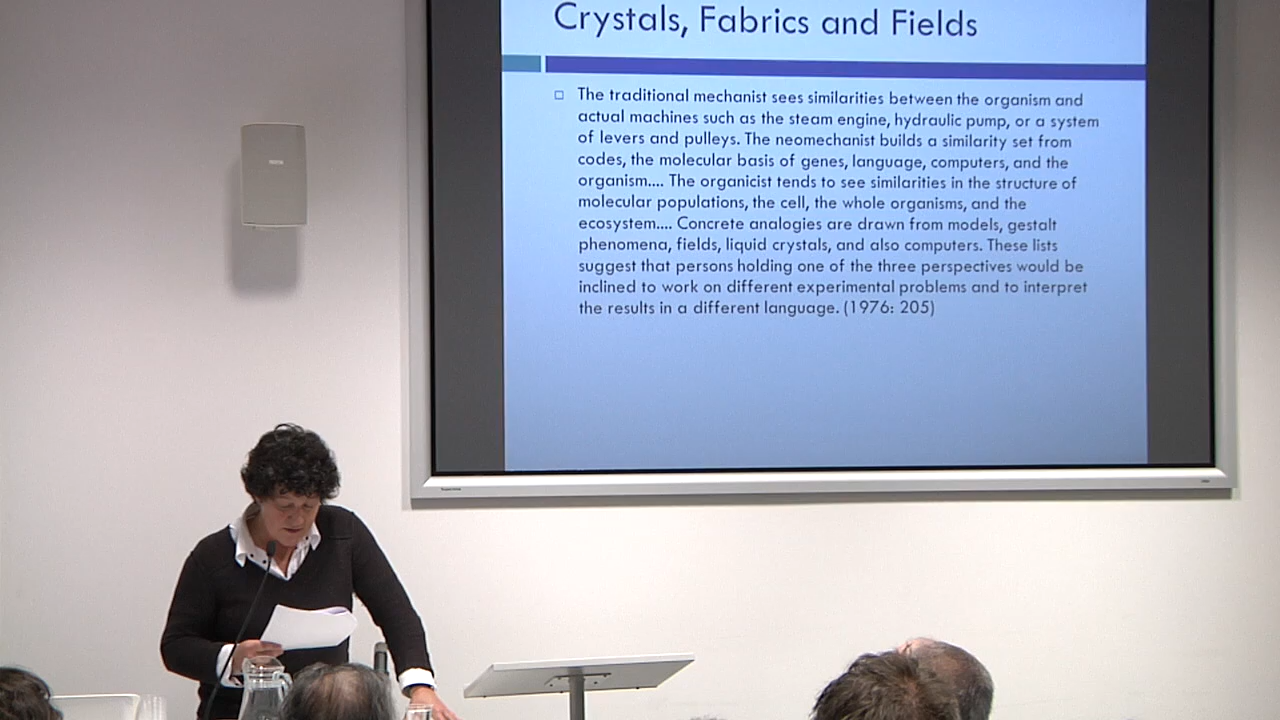 Crystals, Fabrics and Fields
The traditional mechanist sees similarities between the organism and
actual machines such as the steam engine, hydraulic pump, or a system
of levers and pulleys. The neomechanist builds a similarity set from
codes, the molecular basis of genes, language, computers, and the
organism.... The organicist tends to see similarities in the structure of
molecular populations, the cell, the whole organisms, and the
ecosystem.... Concrete analogies are drawn from models, gestalt
phenomena, fields, liquid crystals, and also computers. These lists
suggest that persons holding one of the three perspectives would be
inclined to work on different experimental problems and to interpret
the results in a different language. (1976: 205)